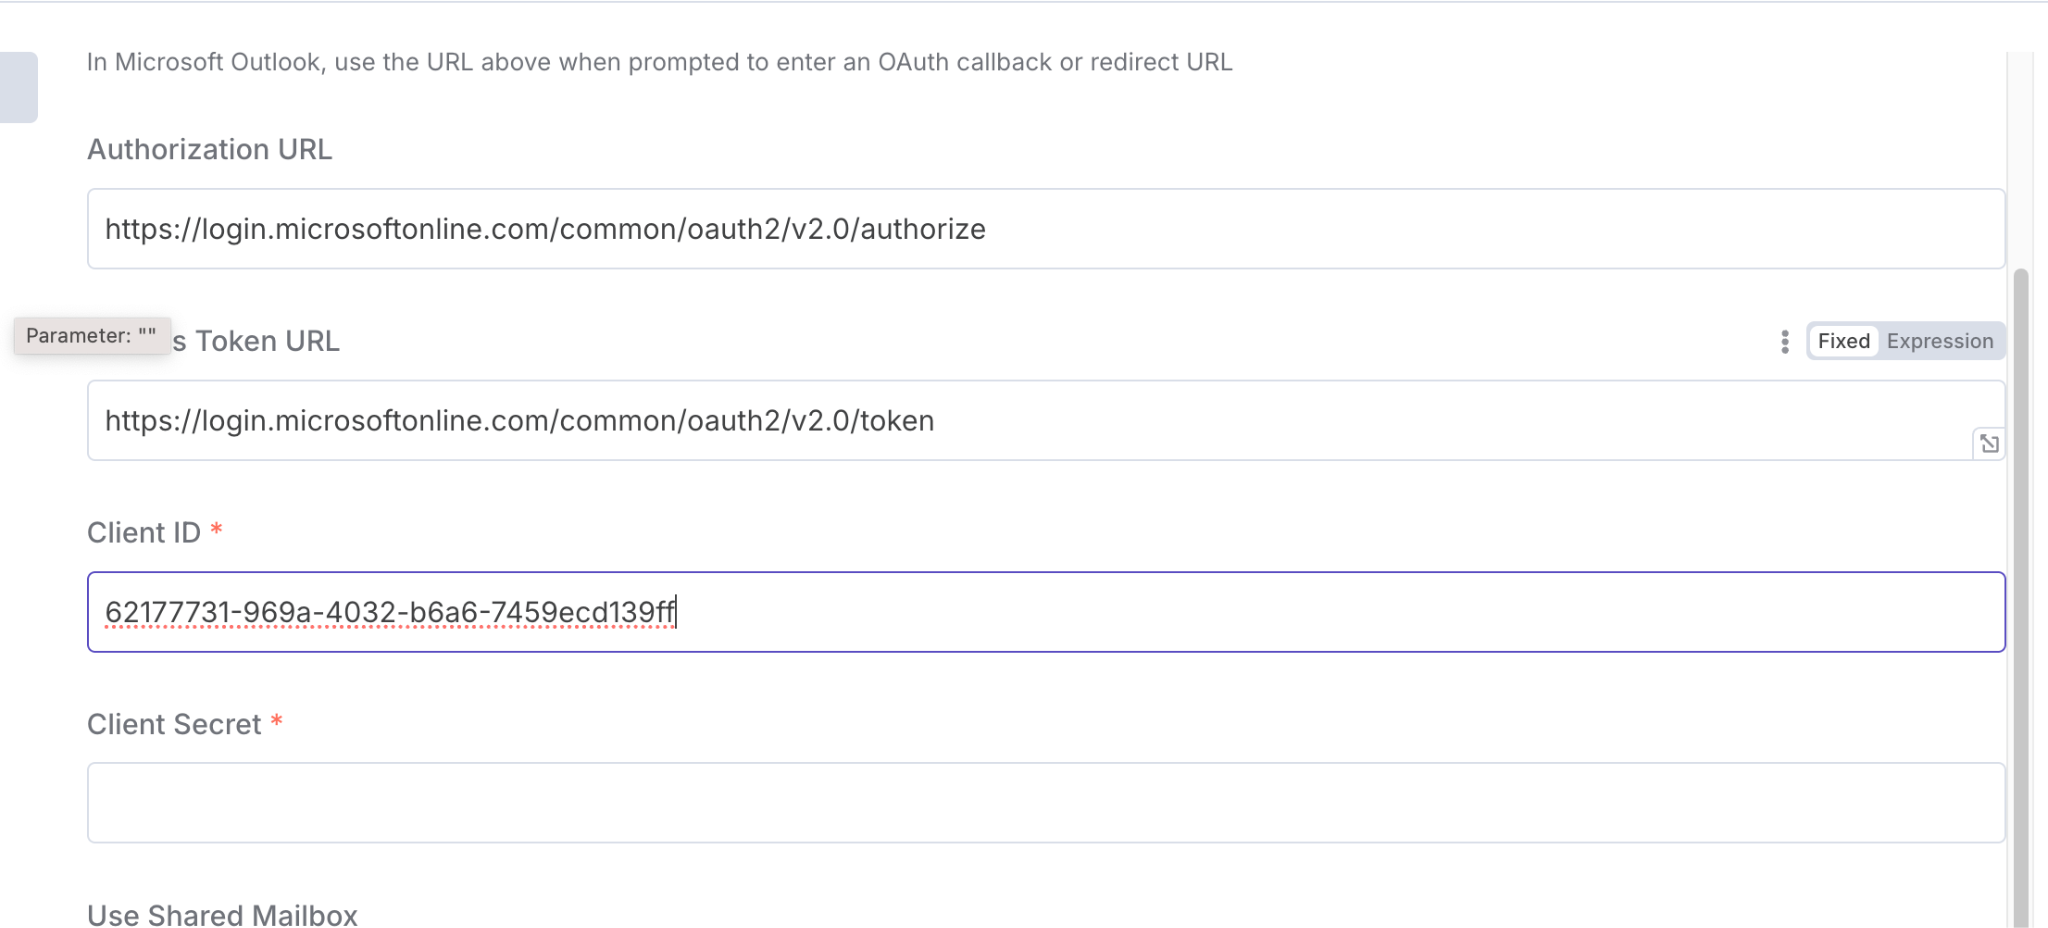 In Microsoft Outlook, use the URL above when prompted to enter an OAuth callback or redirect URL
Authorization URL
https://login.microsoftonline.com/common/oauth2/v2.0/authorize
Parameter: ""
s Token URL
Fixed Expression
https://login.microsoftonline.com/common/oauth2/v2.0/token
Client ID *
62177731-969a-4032-b6a6-7459ecd139ff
Client Secret *
Use Shared Mailbox